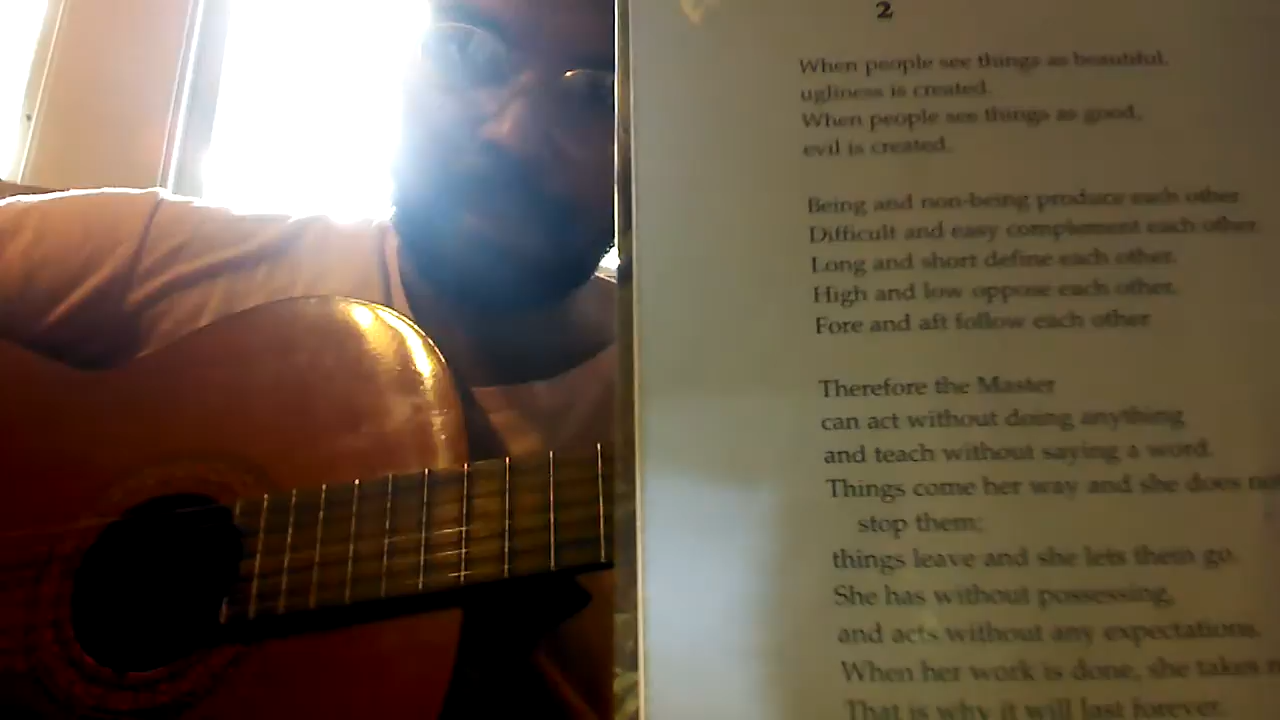 2
When people see things as beautiful,
ugliness is created.
When people see things as good,
evil is created.
Being and non-being produce each other.
Difficult and easy complement each other.
Long and short define each other.
High and low oppose each other.
Fore and aft follow each other
Therefore the Master
can act without doing anything
and teach without saying a word.
Things come her way and she does
stop them;
things leave and she lets them go.
She has without possessing,
and acts without any expectations.
When her work is done, she takes
That is why it will last forever.